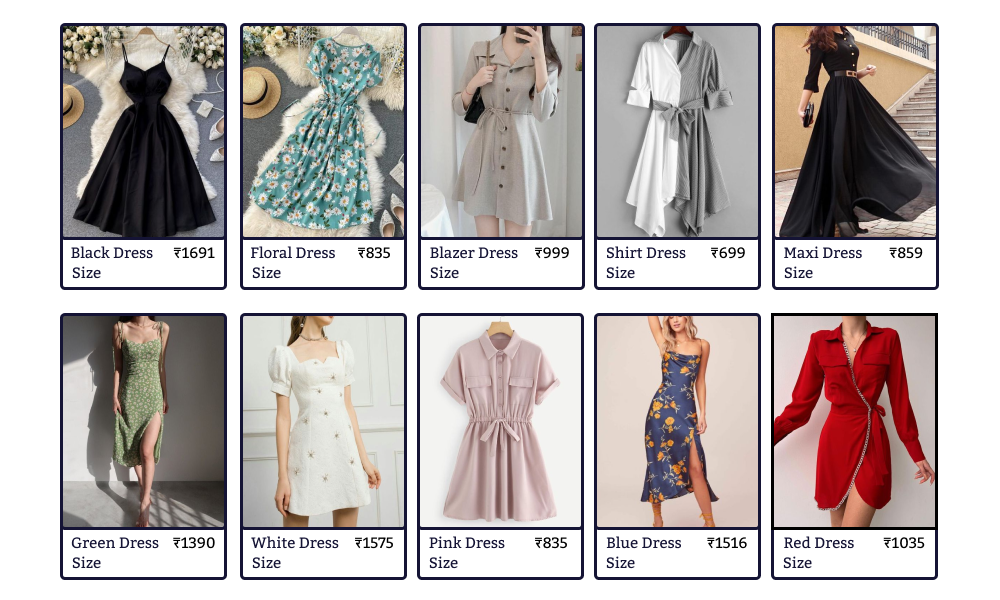 Black Dress ₹1691
Size
Floral Dress ₹835
Size
Blazer Dress ₹999
Size
Shirt Dress ₹699
Size
Maxi Dress ₹859
Size
Green Dress ₹1390
Size
White Dress ₹1575
Size
Pink Dress ₹835
Size
Blue Dress ₹1516
Size
Red Dress ₹1035
Size